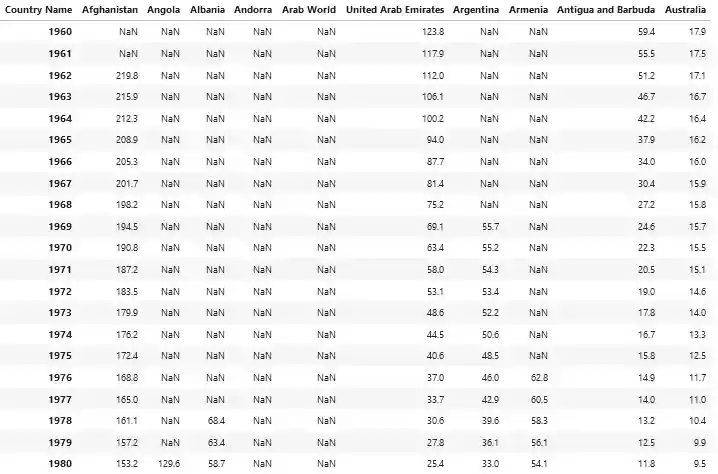 Country Name Afghanistan Angola Albania Andorra Arab World United Arab Emirates Argentina Armenia Antigua and Barbuda Australia
1960 NaN NaN NaN NaN NaN 123.8 NaN NaN 59.4 17.9
1961 NaN NaN NaN NaN NaN 117.9 NaN NaN 55.5 17.5
1962 219.8 NaN NaN NaN NaN 112.0 NaN NaN 51.2 17.1
1963 215.9 NaN NaN NaN NaN 106.1 NaN NaN 46.7 16.7
1964 212.3 NaN NaN NaN NaN 100.2 NaN NaN 42.2 16.4
1965 208.9 NaN NaN NaN NaN 94.0 NaN NaN 37.9 16.2
1966 205.3 NaN NaN NaN NaN 87.7 NaN NaN 34.0 16.0
1967 201.7 NaN NaN NaN NaN 81.4 NaN NaN 30.4 15.9
1968 198.2 NaN NaN NaN NaN 75.2 NaN NaN 27.2 15.8
1969 194.5 NaN NaN NaN NaN 69.1 55.7 NaN 24.6 15.7
1970 190.8 NaN NaN NaN NaN 63.4 55.2 NaN 22.3 15.5
1971 187.2 NaN NaN NaN NaN 58.0 54.3 NaN 20.5 15.1
1972 183.5 NaN NaN NaN NaN 53.1 53.4 NaN 19.0 14.6
1973 179.9 NaN NaN NaN NaN 48.6 52.2 NaN 17.8 14.0
1974 176.2 NaN NaN NaN NaN 44.5 50.6 NaN 16.7 13.3
1975 172.4 NaN NaN NaN NaN 40.6 48.5 NaN 15.8 12.5
1976 168.8 NaN NaN NaN NaN 37.0 46.0 62.8 14.9 11.7
1977 165.0 NaN NaN NaN NaN 33.7 42.9 60.5 14.0 11.0
1978 161.1 NaN 68.4 NaN NaN 30.6 39.6 58.3 13.2 10.4
1979 157.2 NaN 63.4 NaN NaN 27.8 36.1 56.1 12.5 9.9
1980 153.2 129.6 58.7 NaN NaN 25.4 33.0 54.1 11.8 9.5